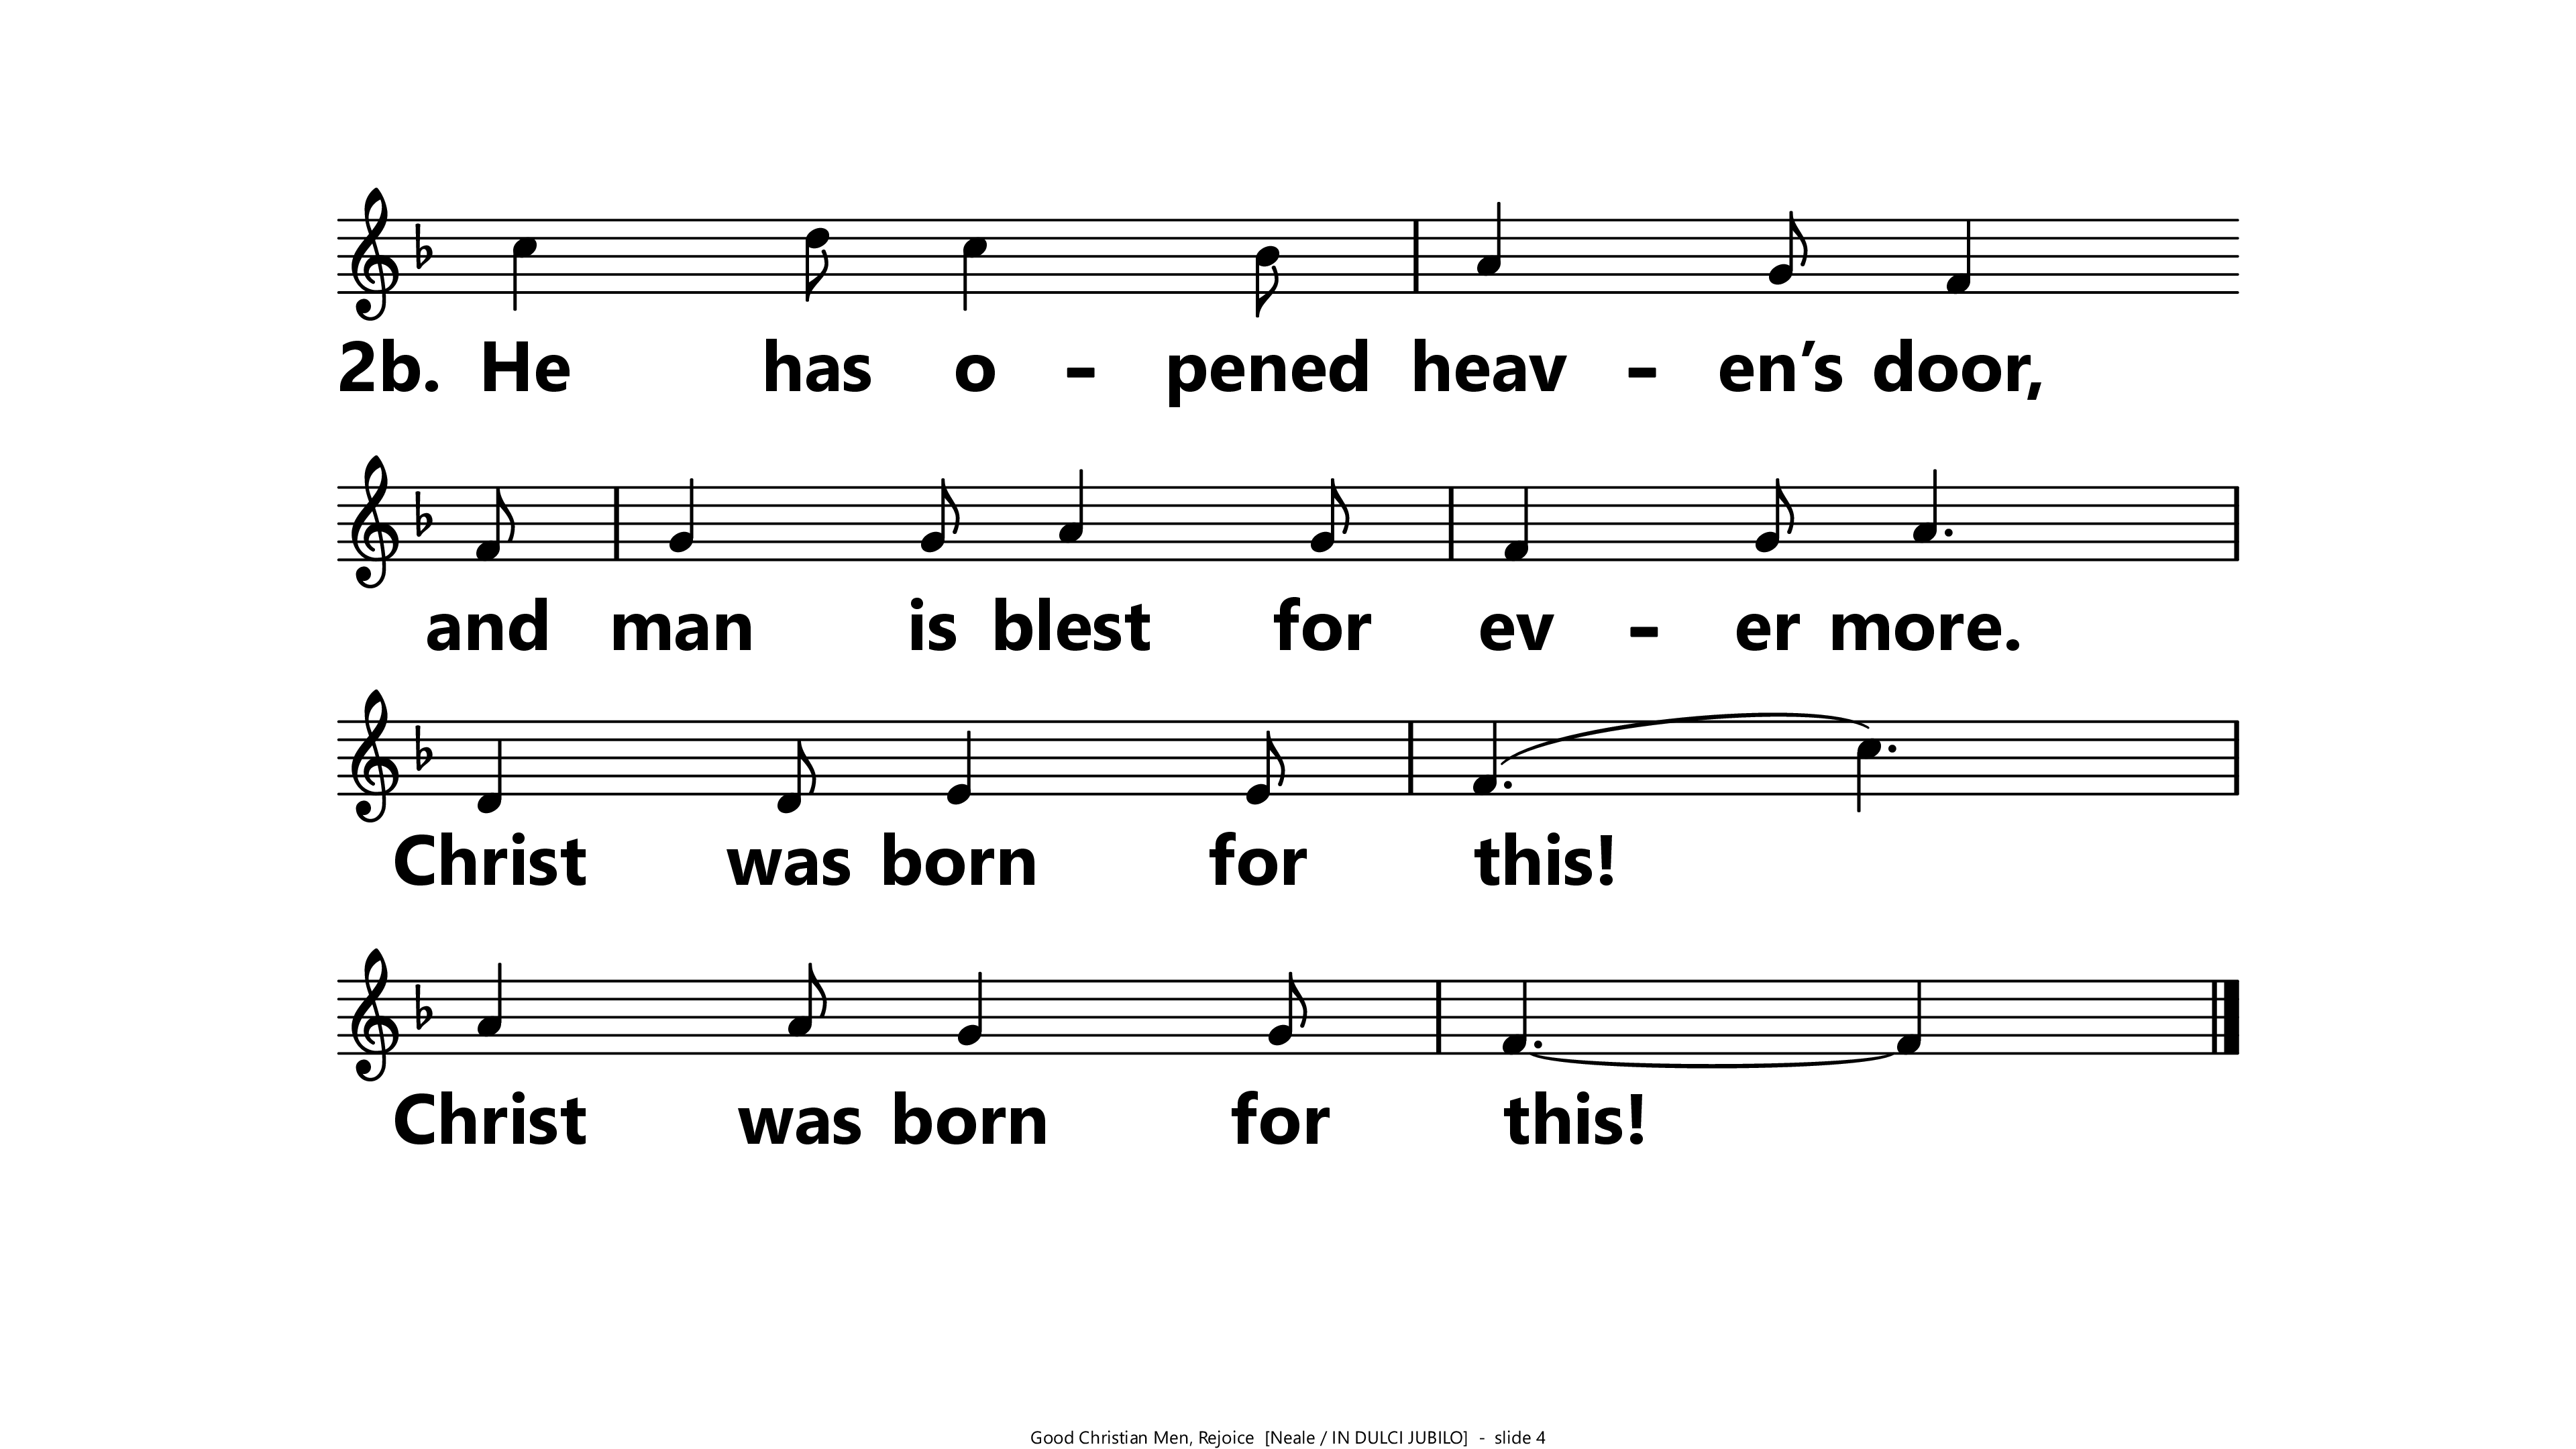 2b. He has o - pened heav - en’s door,
and man is blest for ev - er more.
Christ was born for this!
Christ was born for this!
Good Christian Men, Rejoice [Neale / IN DULCI JUBILO] - slide 4